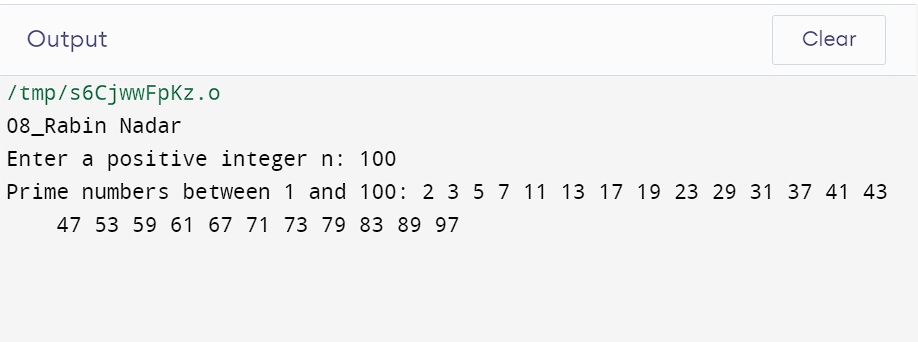 Output
Clear
/tmp/s6CjwwFpKz.o
08_Rabin Nadar
Enter a positive integer n: 100
Prime numbers between 1 and 100: 2 3 5 7 11 13 17 19 23 29 31 37 41 43
47 53 59 61 67 71 73 79 83 89 97